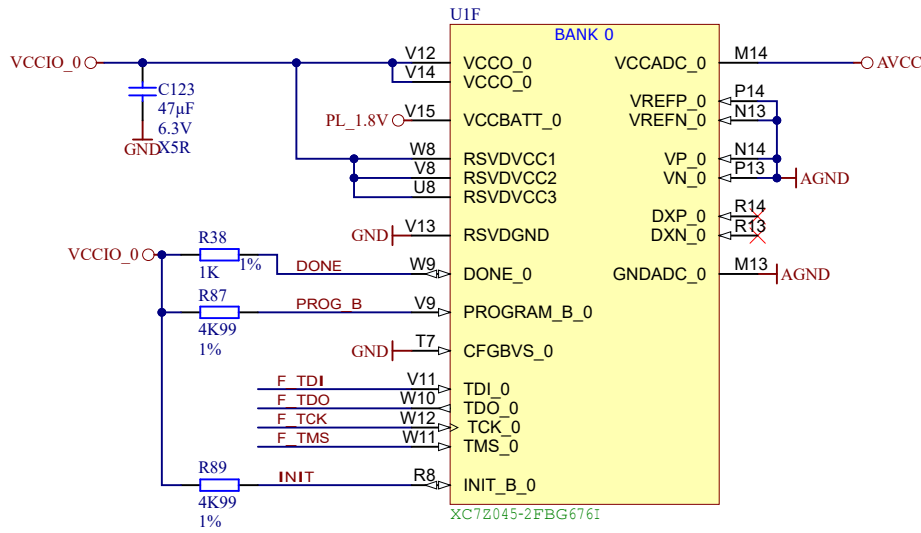 U1F
BANK 0
VCCIO_0
V12
VCCO_0
VCCADC_0
M14
AVCC
V14
VCCO_0
C123
47µF
6.3V
X5R
GND
PL_1.8V
V15
VCCBATT_0
VREFP_0
P14
VREFN_0
N13
W8
RSVDVCC1
VP_0
N14
V8
RSVDVCC2
VN_0
P13
AGND
U8
RSVDVCC3
DXP_0
R14
GND
V13
RSVDGND
DXN_0
R13
VCCIO_0
R38
1K
1%
DONE
W9
DONE_0
GNDADC_0
M13
AGND
R87
4K99
1%
PROG_B
V9
PROGRAM_B_0
GND
T7
CFGBVS_0
F_TDI
V11
TDI_0
F_TDO
W10
TDO_0
F_TCK
W12
TCK_0
F_TMS
W11
TMS_0
R89
4K99
1%
INIT
R8
INIT_B_0
XC7Z045-2FBG676I